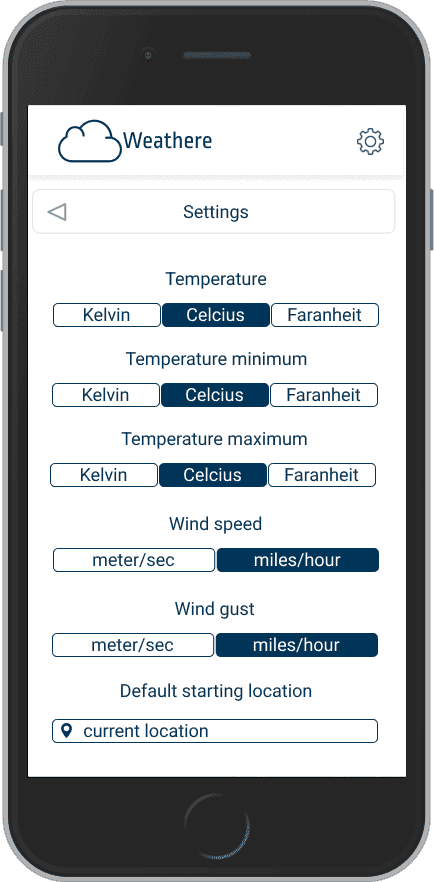 Weathere
Settings
Temperature
Kelvin Celcius Faranheit
Temperature minimum
Kelvin Celcius Faranheit
Temperature maximum
Kelvin Celcius Faranheit
Wind speed
meter/sec miles/hour
Wind gust
meter/sec miles/hour
Default starting location
current location